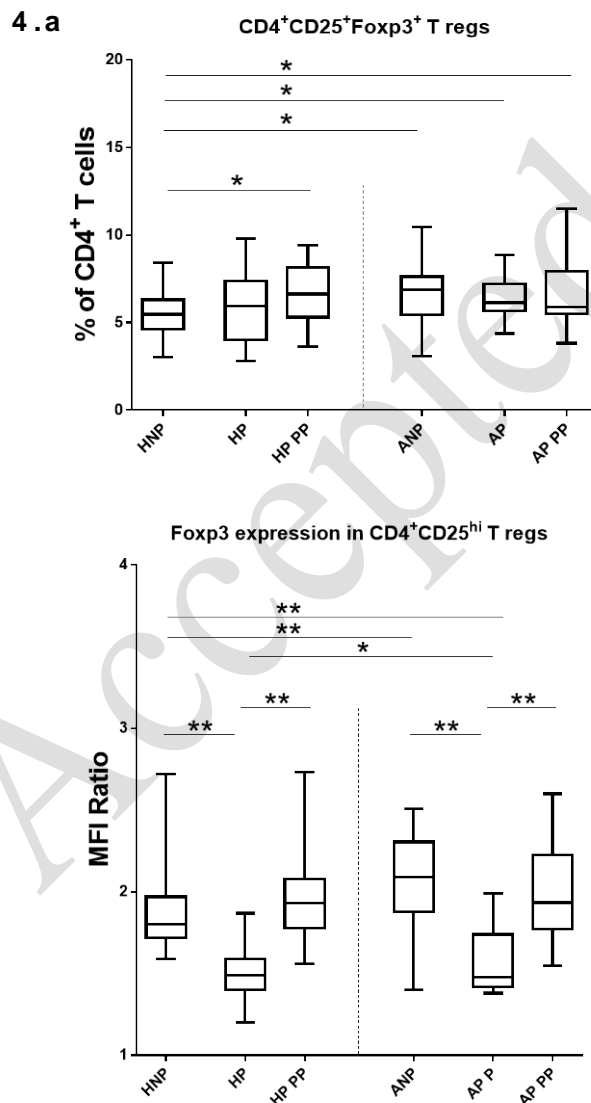 4.a
CD4⁺CD25⁺Foxp3⁺ T regs
% of CD4⁺ T cells
20
15
10
5
0
*
*
*
*
HNP
HP
HP PP
ANP
AP
AP PP
Foxp3 expression in CD4⁺CD25ʰⁱ T regs
MFI Ratio
4
3
2
1
**
**
*
**
**
**
**
HNP
HP
HP PP
ANP
AP P
AP PP
Accepted